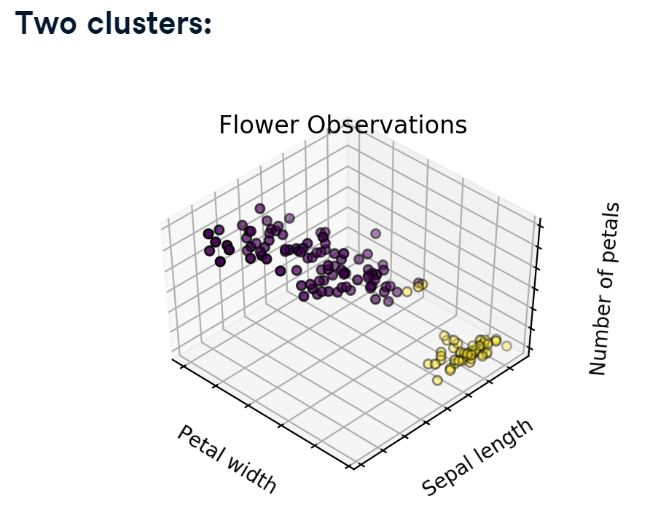 Two clusters:
Flower Observations
Number of petals
Petal width
Sepal length